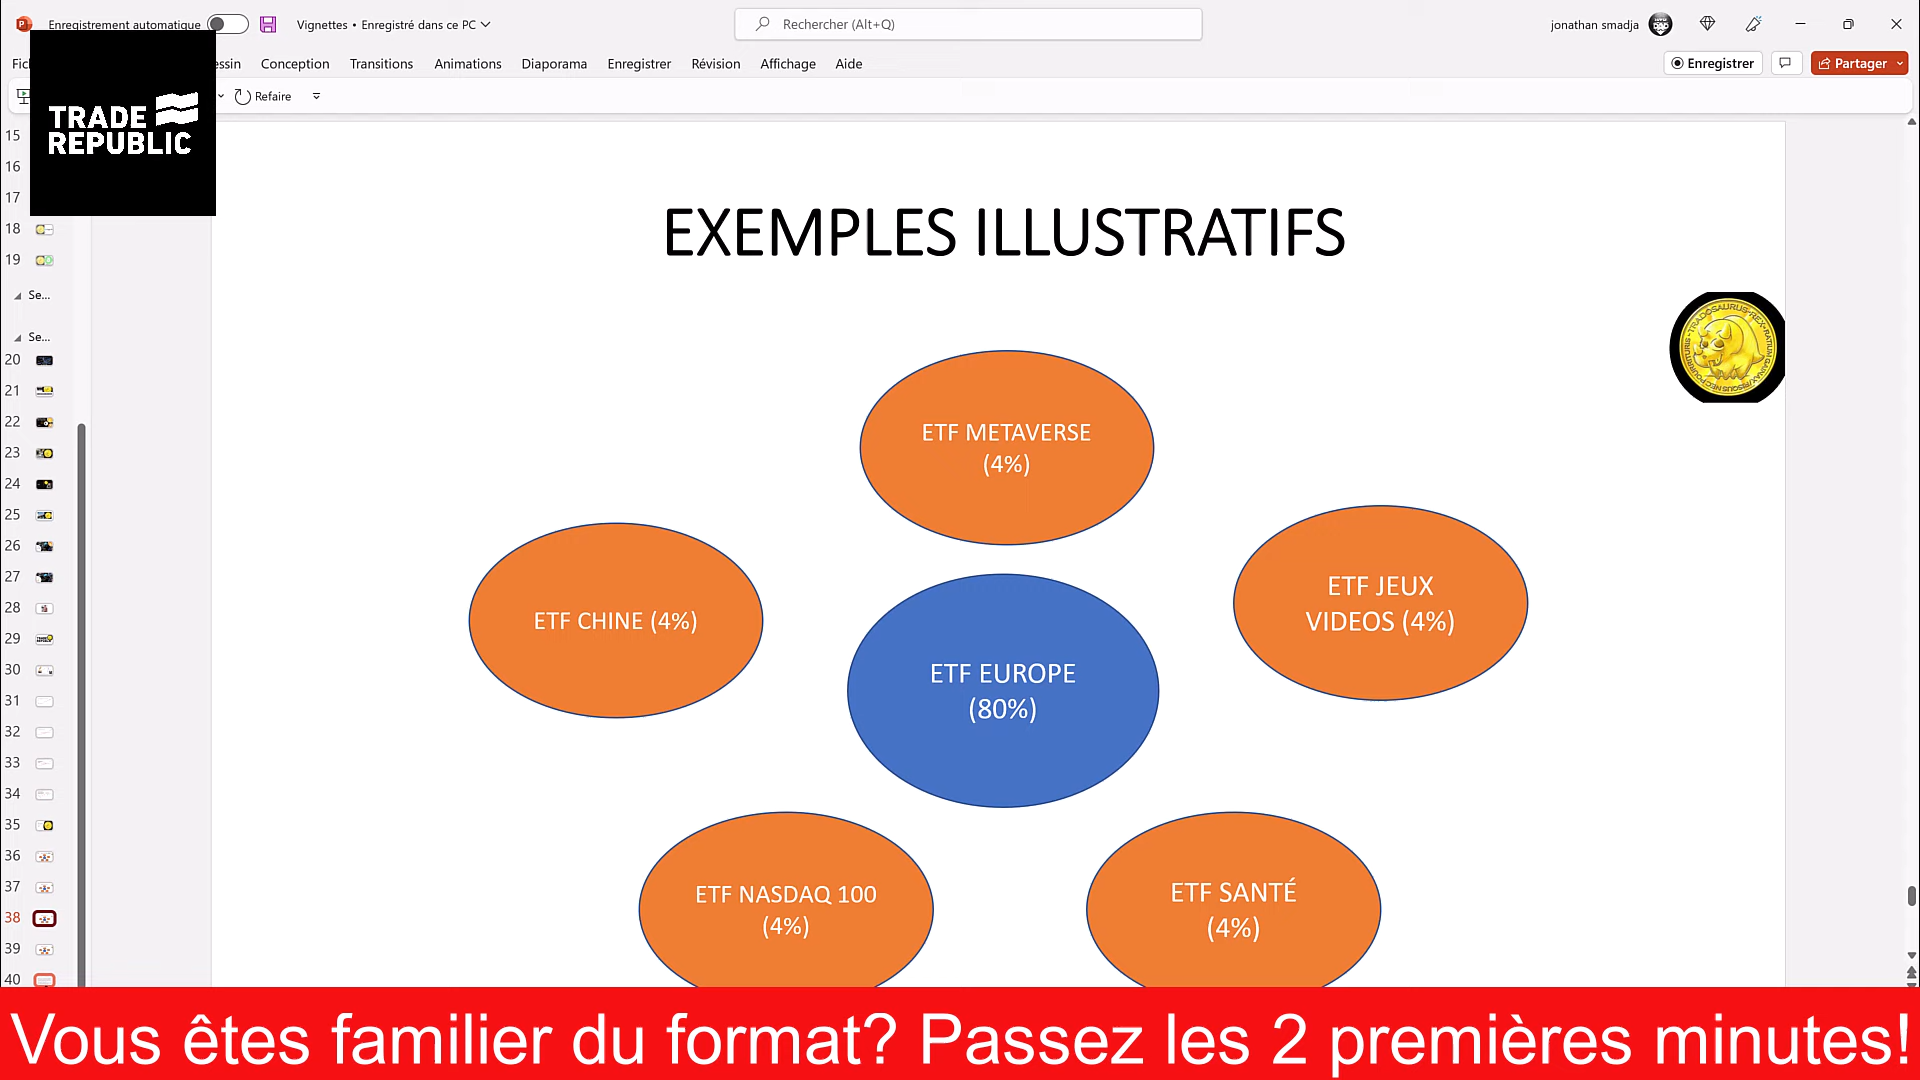 Enregistrement automatique
Vignettes • Enregistré dans ce PC
Rechercher (Alt+Q)
jonathan smadja
essin
Conception
Transitions
Animations
Diaporama
Enregistrer
Révision
Affichage
Aide
Enregistrer
Partager
Refaire
TRADE
REPUBLIC
15
16
17
18
19
Se...
Se...
20
21
22
23
24
25
26
27
28
29
30
31
32
33
34
35
36
37
38
39
40
EXEMPLES ILLUSTRATIFS
TRADOSAURUS-REX
ETF METAVERSE
(4%)
ETF CHINE (4%)
ETF JEUX
VIDEOS (4%)
ETF EUROPE
(80%)
ETF NASDAQ 100
(4%)
ETF SANTÉ
(4%)
Vous êtes familier du format? Passez les 2 premières minutes!